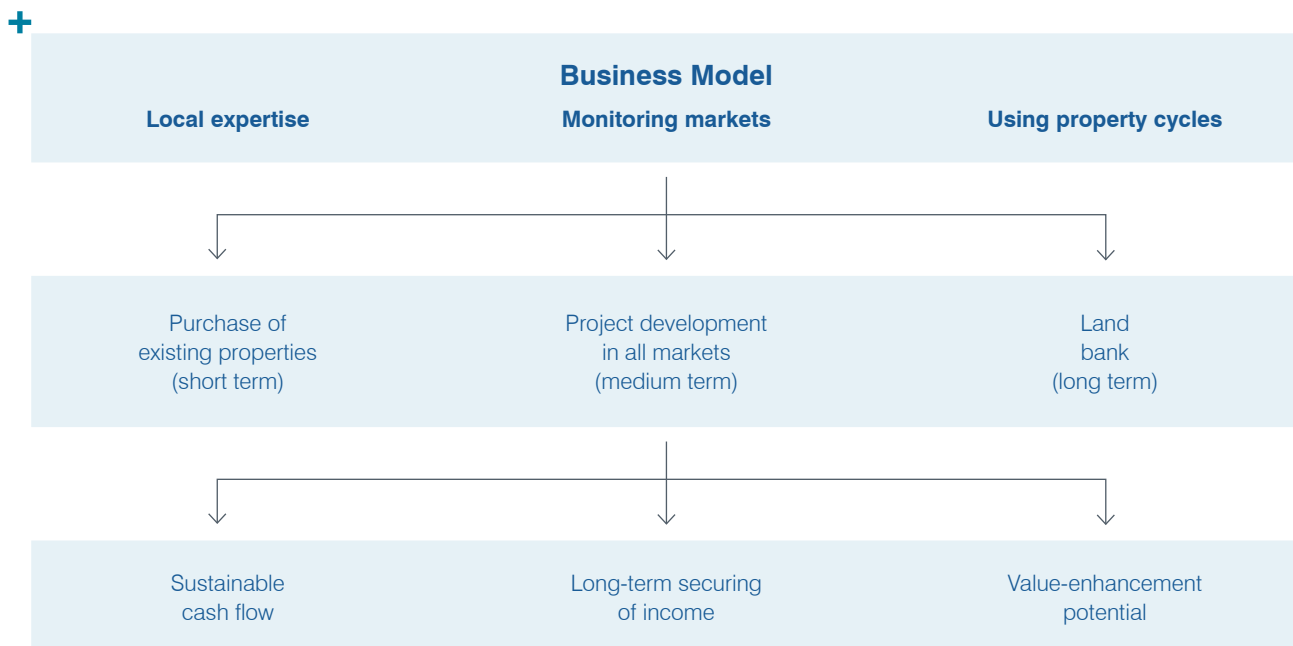 Business Model
Local expertise
Monitoring markets
Using property cycles
Purchase of
existing properties
(short term)
Project development
in all markets
(medium term)
Land
bank
(long term)
Sustainable
cash flow
Long-term securing
of income
Value-enhancement
potential